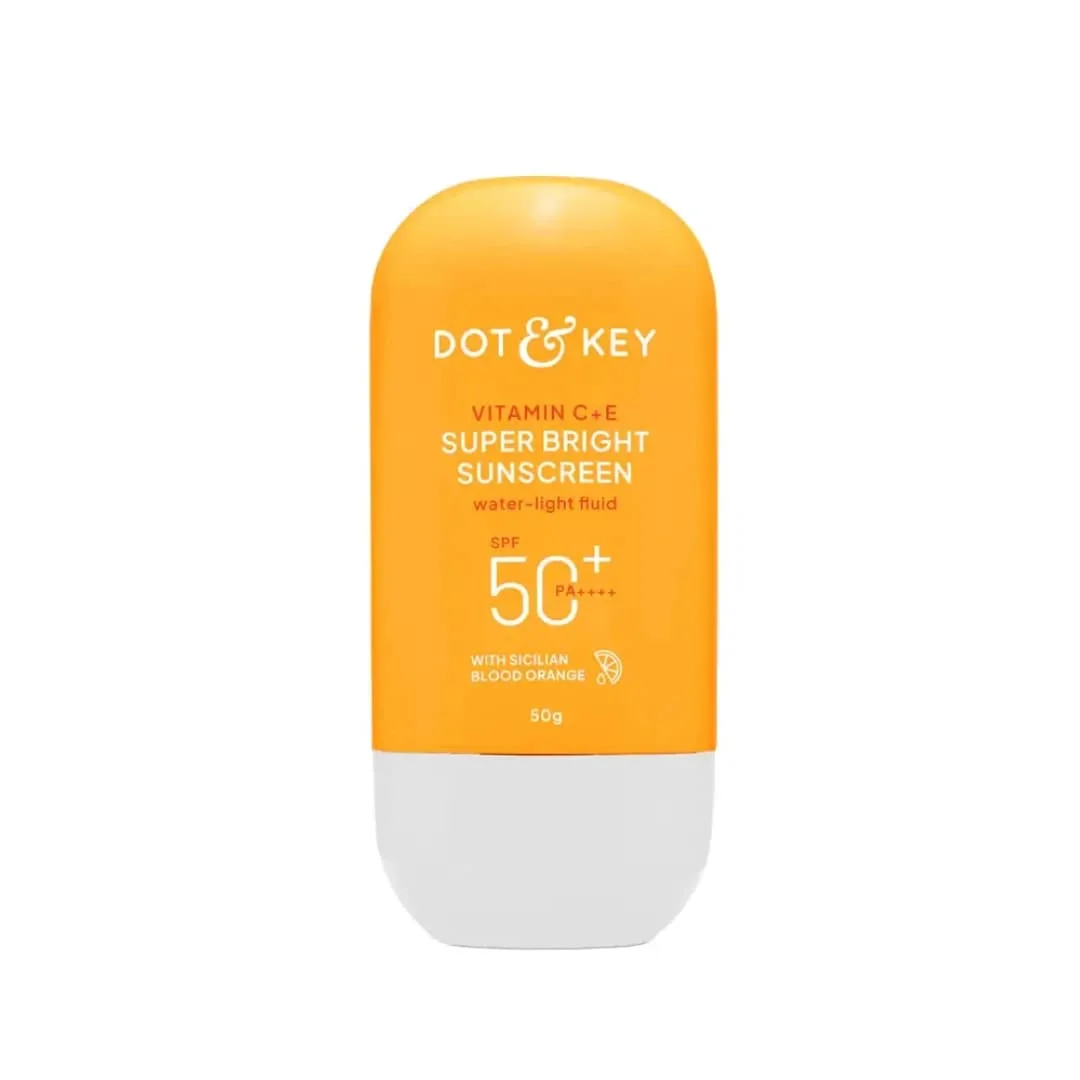 DOT & KEY
VITAMIN C+E
SUPER BRIGHT
SUNSCREEN
water-light fluid
SPF
50+
PA++++
WITH SICILIAN
BLOOD ORANGE
50g